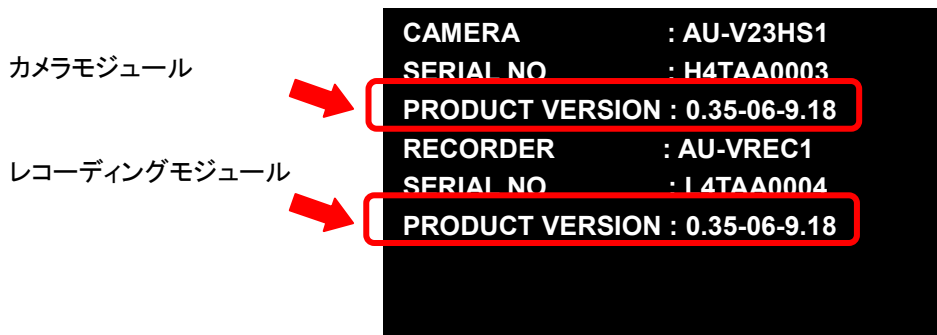 カメラモジュール
レコーディングモジュール
CAMERA : AU-V23HS1
SERIAL NO : H4TAA0003
PRODUCT VERSION : 0.35-06-9.18
RECORDER : AU-VREC1
SERIAL NO : L4TAA0004
PRODUCT VERSION : 0.35-06-9.18